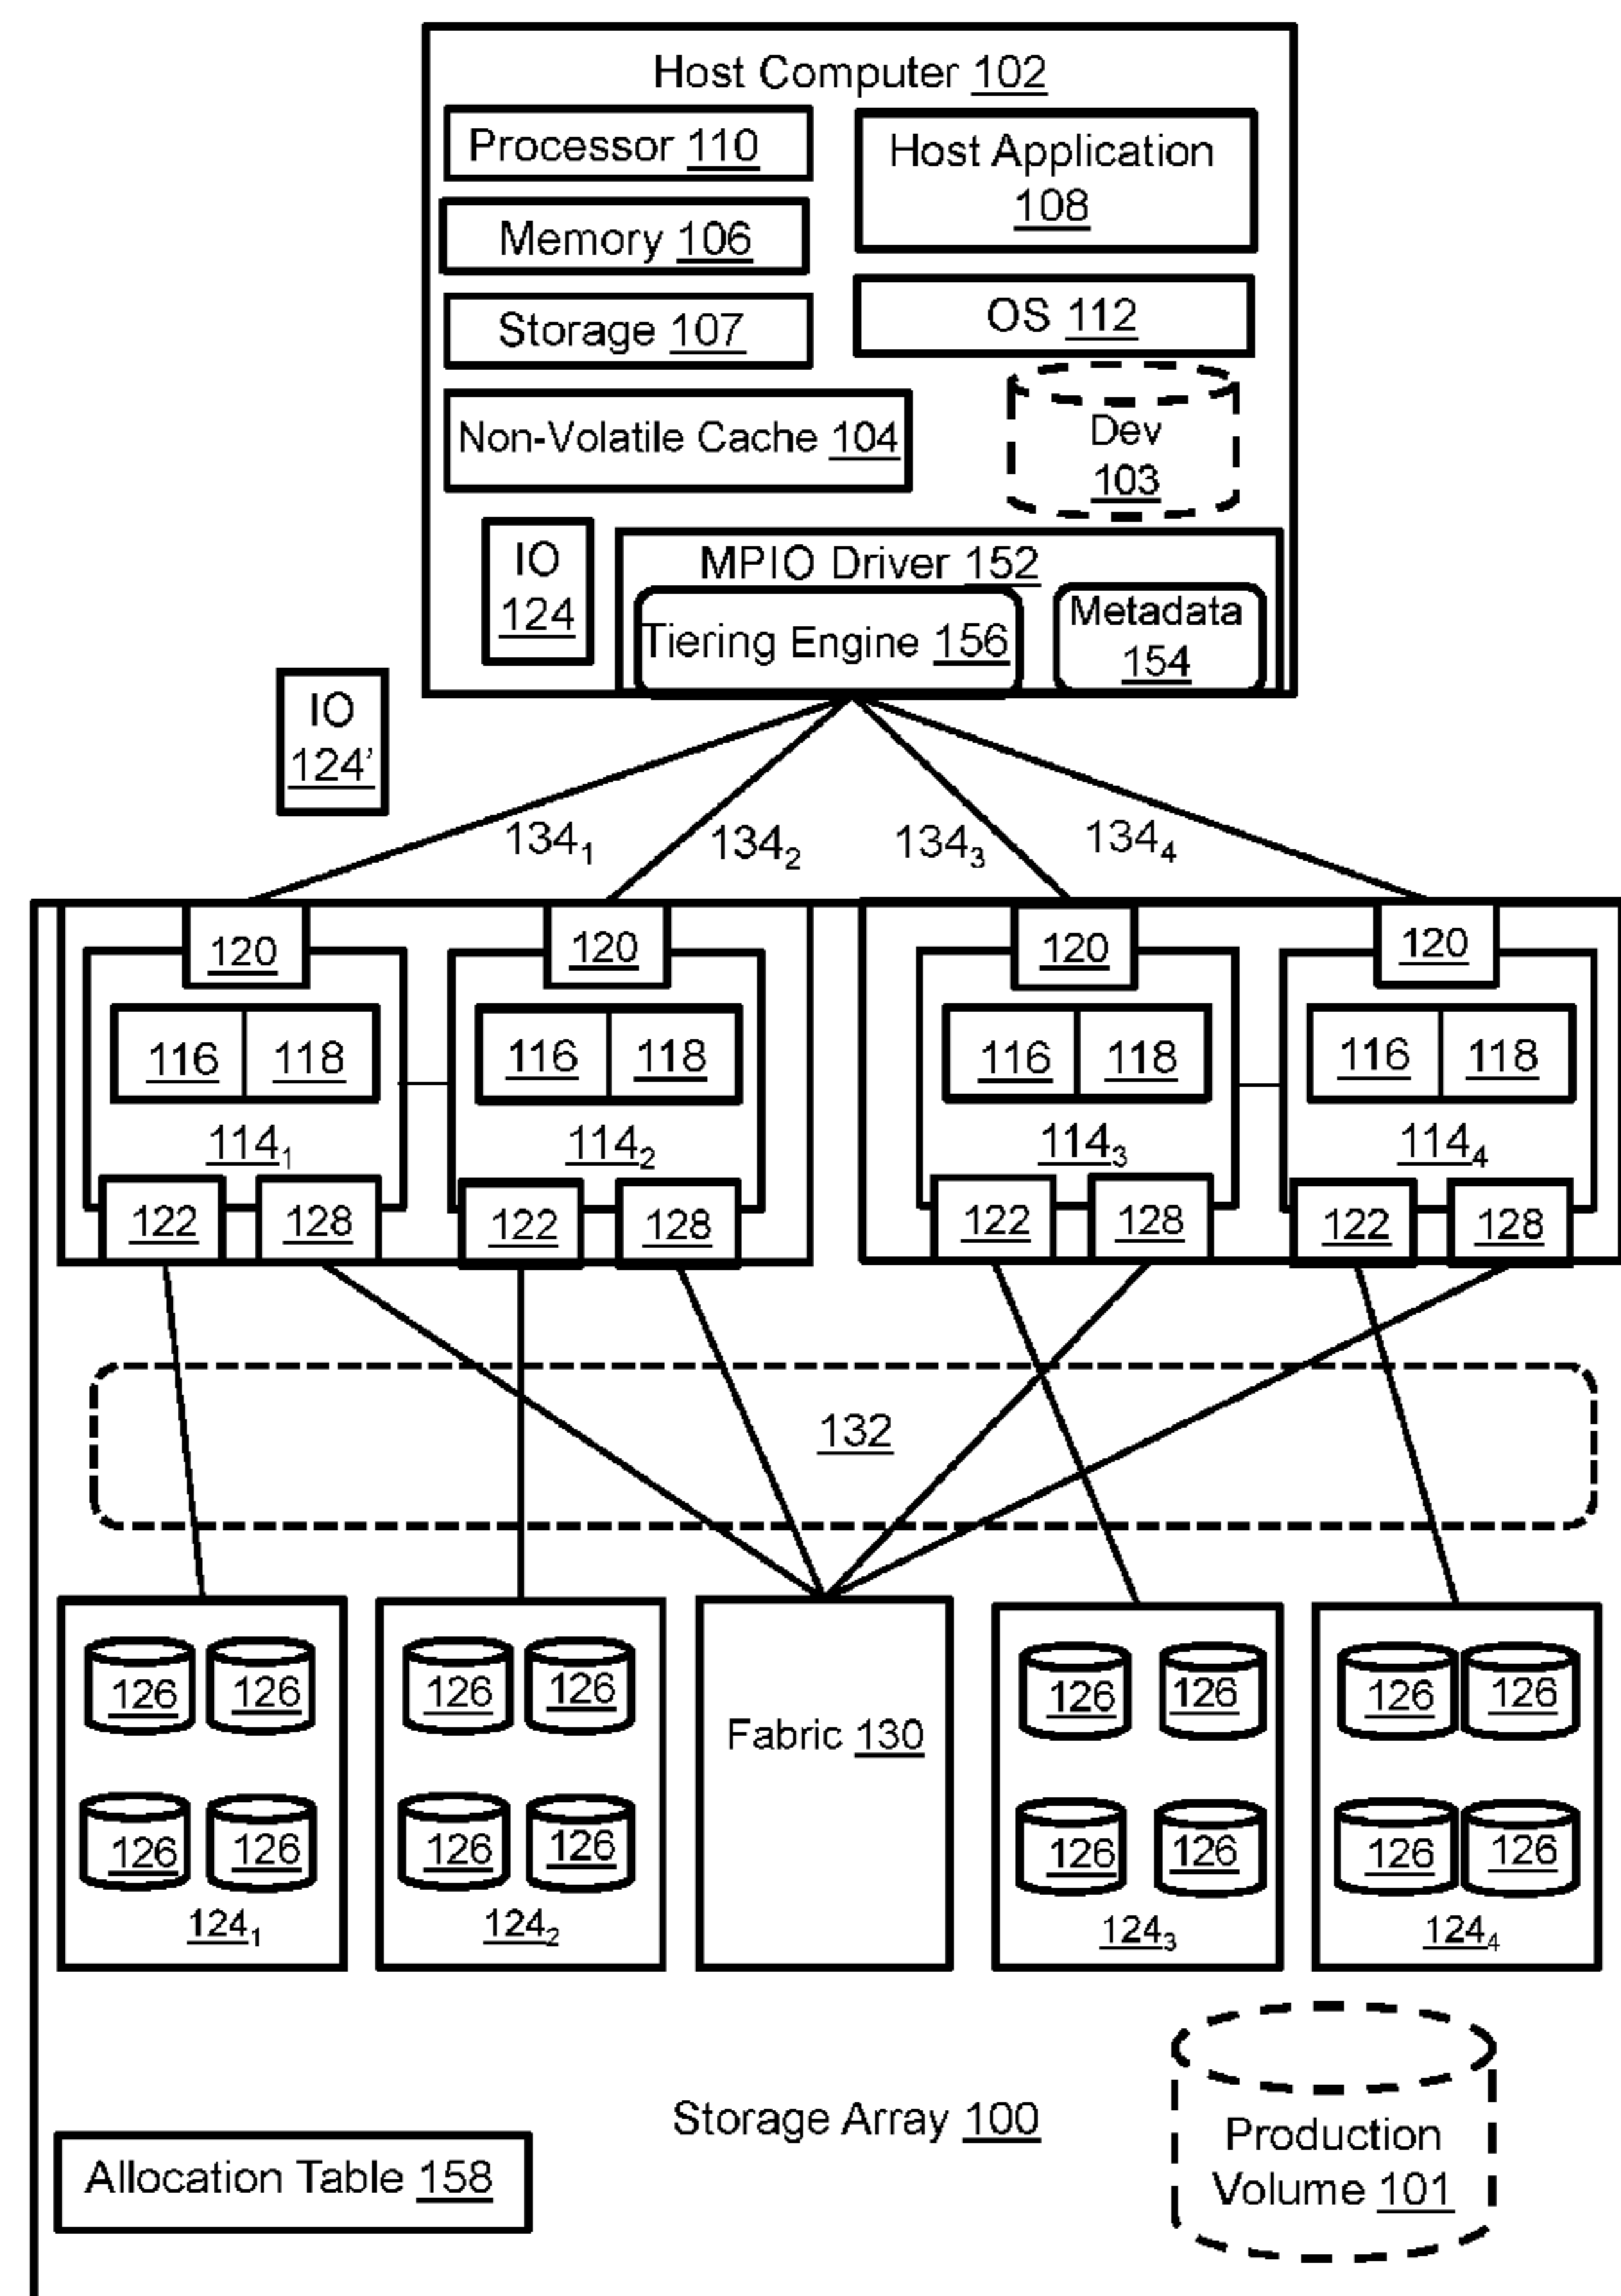 Host Computer 102
Processor 110
Host Application
108
Memory 106
Storage 107
OS 112
Non-Volatile Cache 104
Dev
103
IO
124
MPIO Driver 152
Tiering Engine 156
Metadata
154
IO
124’
134₁
134₂
134₃
134₄
120
120
120
120
116 118
116 118
116 118
116 118
114₁
114₂
114₃
114₄
122 128
122 128
122 128
122 128
132
126 126
126 126
126 126
126 126
Fabric 130
126 126
126 126
126 126
126 126
124₁
124₂
124₃
124₄
Storage Array 100
Production
Volume 101
Allocation Table 158